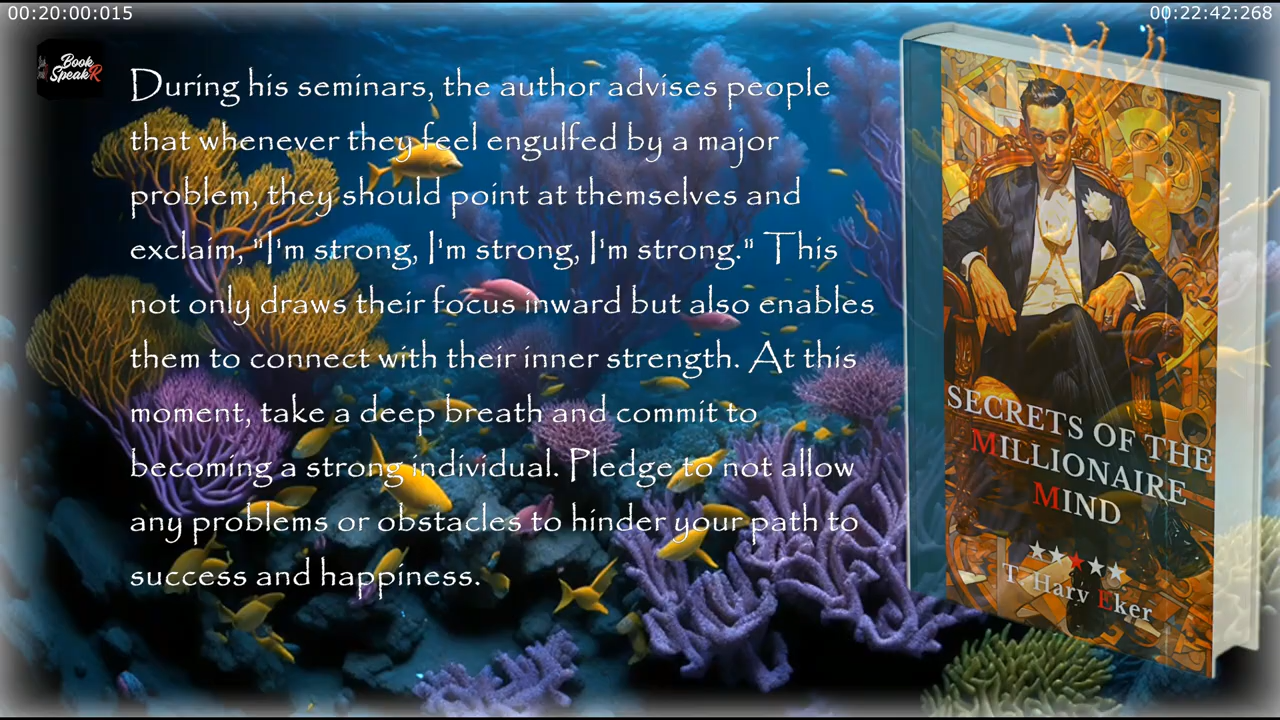 00:20:00:015
00:22:42:268
Book
SpeakR
During his seminars, the author advises people
that whenever they feel engulfed by a major
problem, they should point at themselves and
exclaim, "I'm strong, I'm strong, I'm strong." This
not only draws their focus inward but also enables
them to connect with their inner strength. At this
moment, take a deep breath and commit to
becoming a strong individual. Pledge to not allow
any problems or obstacles to hinder your path to
success and happiness.
SECRETS OF THE
MILLIONAIRE
MIND
T. Harv Eker